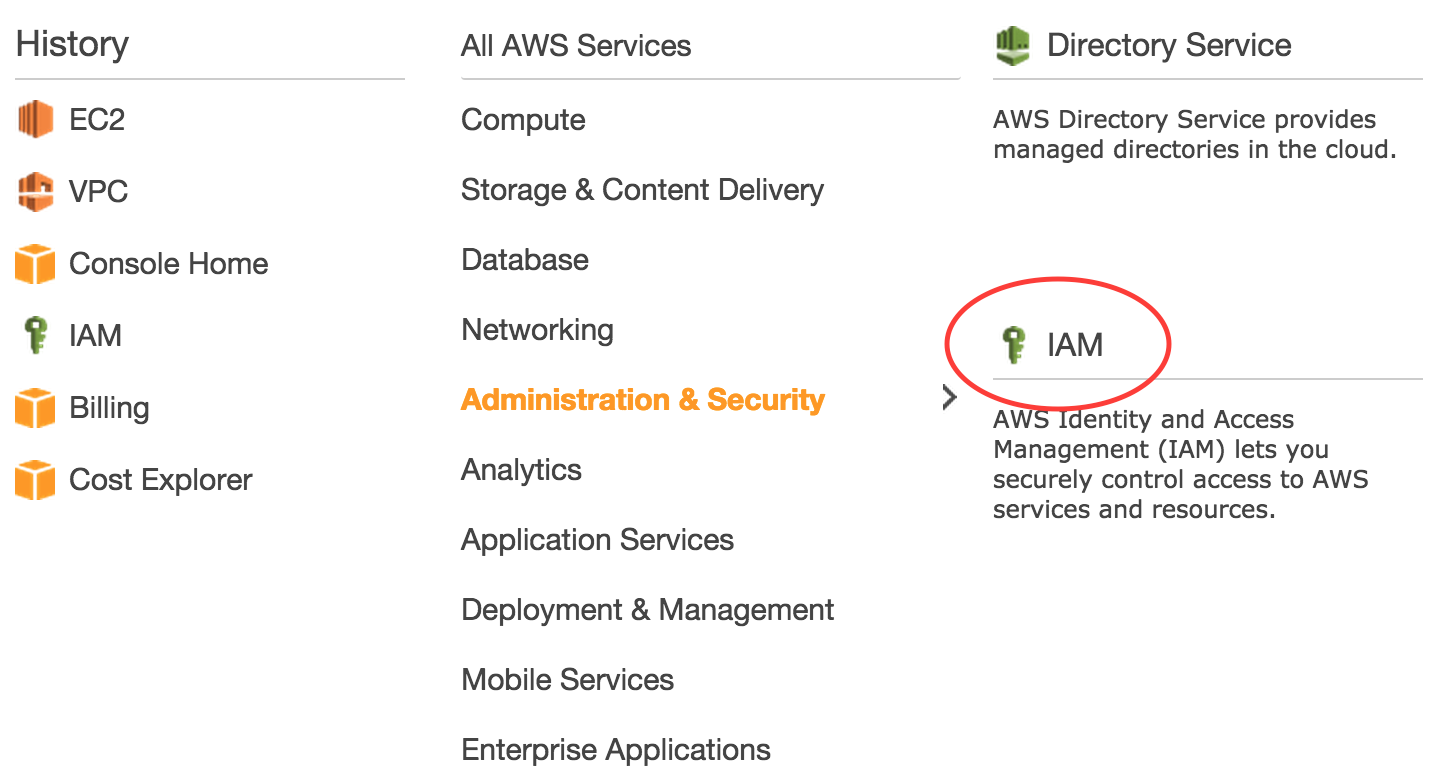 History
EC2
VPC
Console Home
IAM
Billing
Cost Explorer
All AWS Services
Compute
Storage & Content Delivery
Database
Networking
Administration & Security
Analytics
Application Services
Deployment & Management
Mobile Services
Enterprise Applications
Directory Service
AWS Directory Service provides
managed directories in the cloud.
IAM
AWS Identity and Access
Management (IAM) lets you
securely control access to AWS
services and resources.